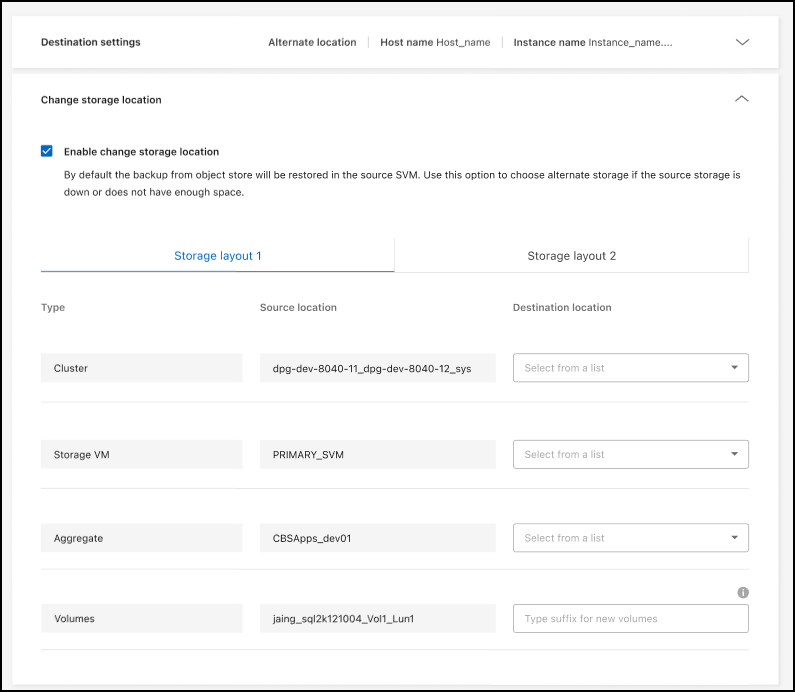 Destination settings Alternate location Host name Host_name Instance name Instance_name....
Change storage location
Enable change storage location
By default the backup from object store will be restored in the source SVM. Use this option to choose alternate storage if the source storage is
down or does not have enough space.
Storage layout 1 Storage layout 2
Type Source location Destination location
Cluster dpg-dev-8040-11_dpg-dev-8040-12_sys Select from a list
Storage VM PRIMARY_SVM Select from a list
Aggregate CBSApps_dev01 Select from a list
i
Volumes jaing_sql2k121004_Vol1_Lun1 Type suffix for new volumes